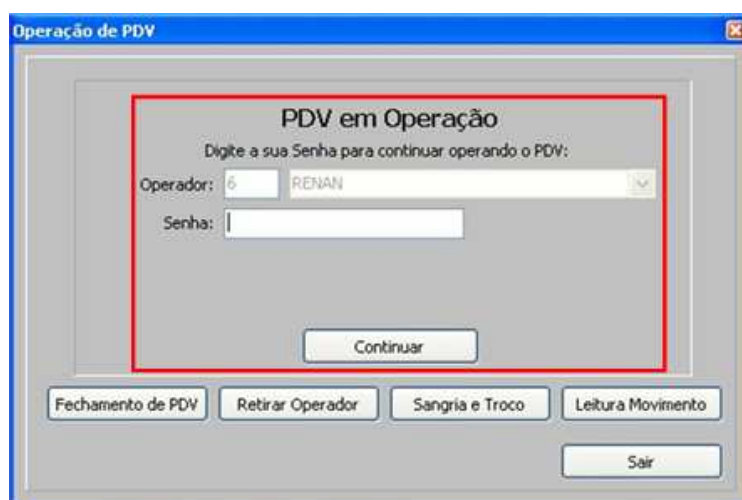 Operação de PDV
PDV em Operação
Digite a sua Senha para continuar operando o PDV:
Operador: 6 RENAN
Senha:
Continuar
Fechamento de PDV Retirar Operador Sangria e Troco Leitura Movimento
Sair